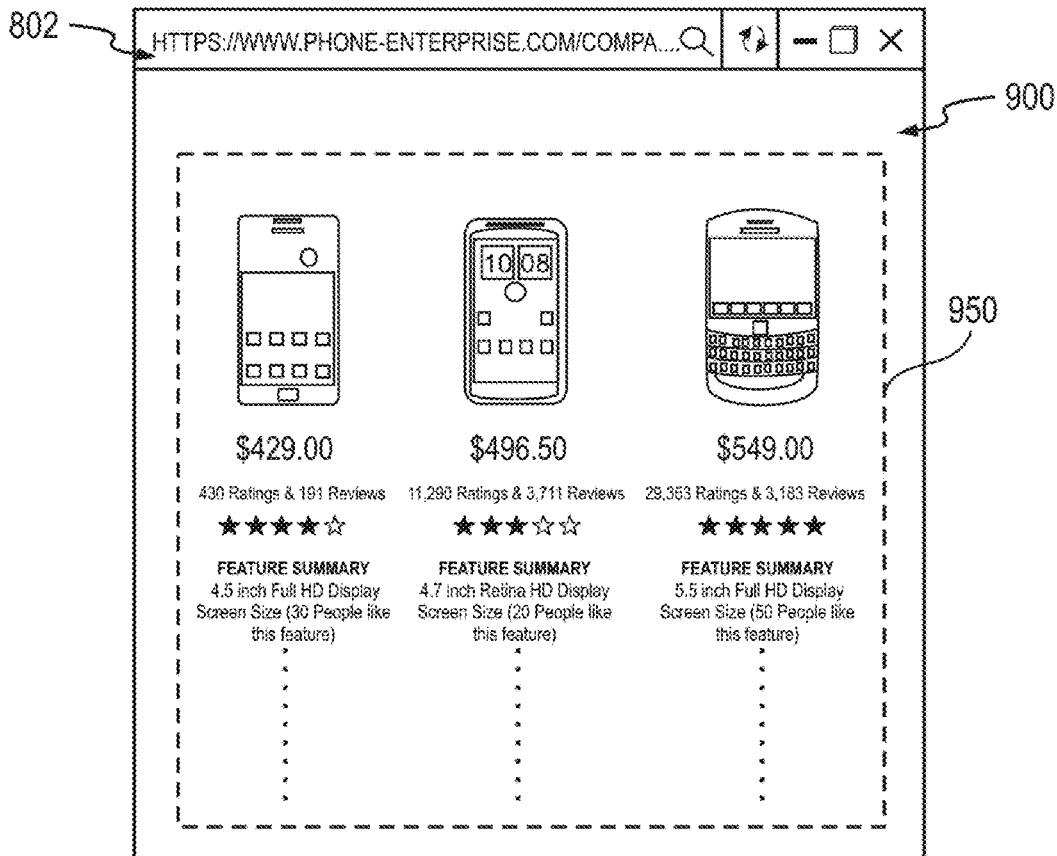 802
HTTPS://WWW.PHONE-ENTERPRISE.COM/COMPA....
900
10 08
950
$429.00 $496.50 $549.00
430 Ratings & 191 Reviews 11,290 Ratings & 3,711 Reviews 29,363 Ratings & 3,183 Reviews
FEATURE SUMMARY FEATURE SUMMARY FEATURE SUMMARY
4.5 inch Full HD Display 4.7 inch Retina HD Display 5.5 inch Full HD Display
Screen Size (30 People like Screen Size (20 People like Screen Size (50 People like
this feature) this feature) this feature)